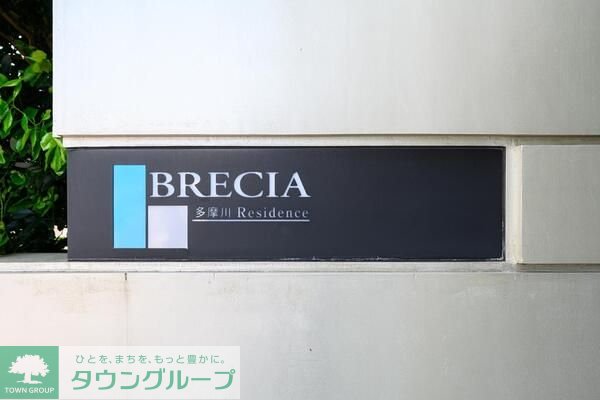 BRECIA
多摩川 Residence
ひとを、まちを、もっと豊かに。
タウングループ
TOWN GROUP